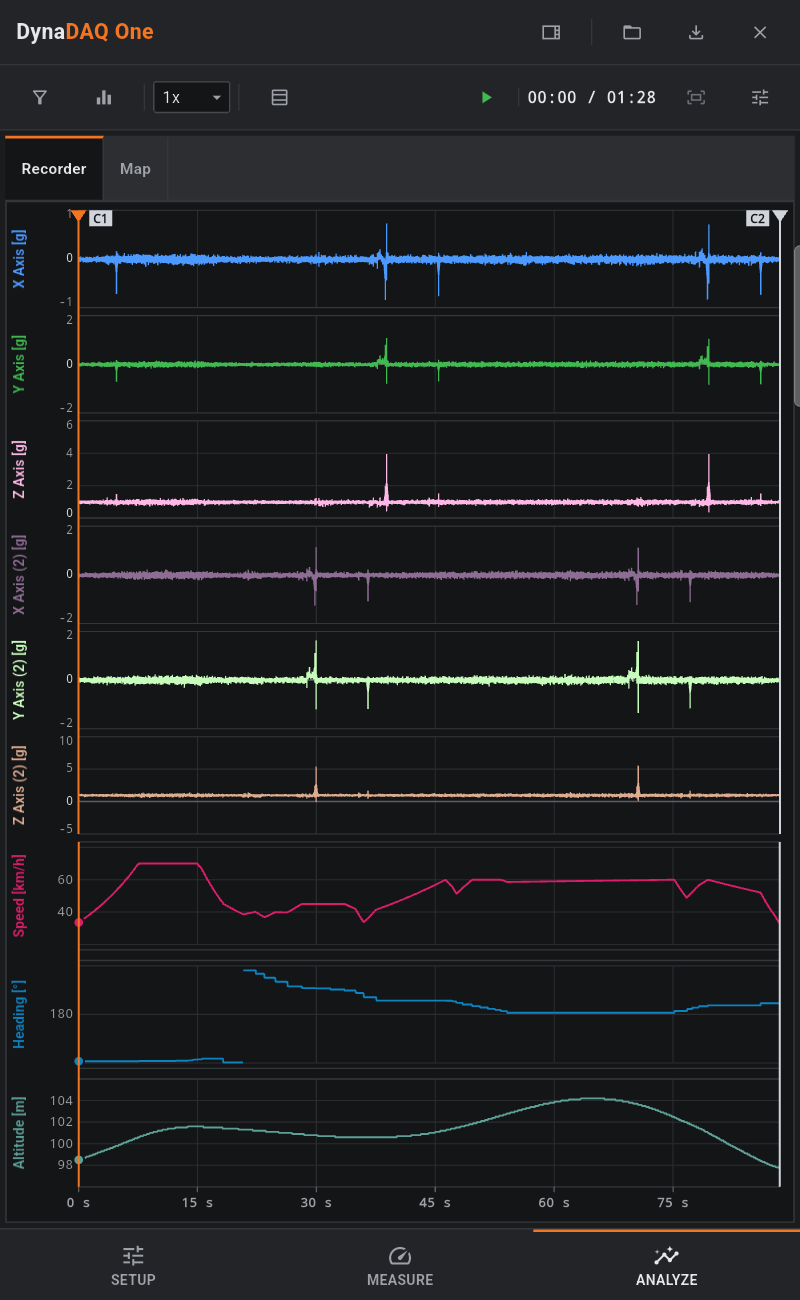 DynaDAQ One
1x
00:00 / 01:28
Recorder
Map
C1
C2
X Axis [g]
1
0
-1
Y Axis [g]
2
0
-2
Z Axis [g]
6
4
2
0
X Axis (2) [g]
2
0
-2
Y Axis (2) [g]
2
0
-2
Z Axis (2) [g]
10
5
0
-5
Speed [km/h]
60
40
Heading [°]
180
Altitude [m]
104
102
100
98
0 s
15 s
30 s
45 s
60 s
75 s
SETUP
MEASURE
ANALYZE